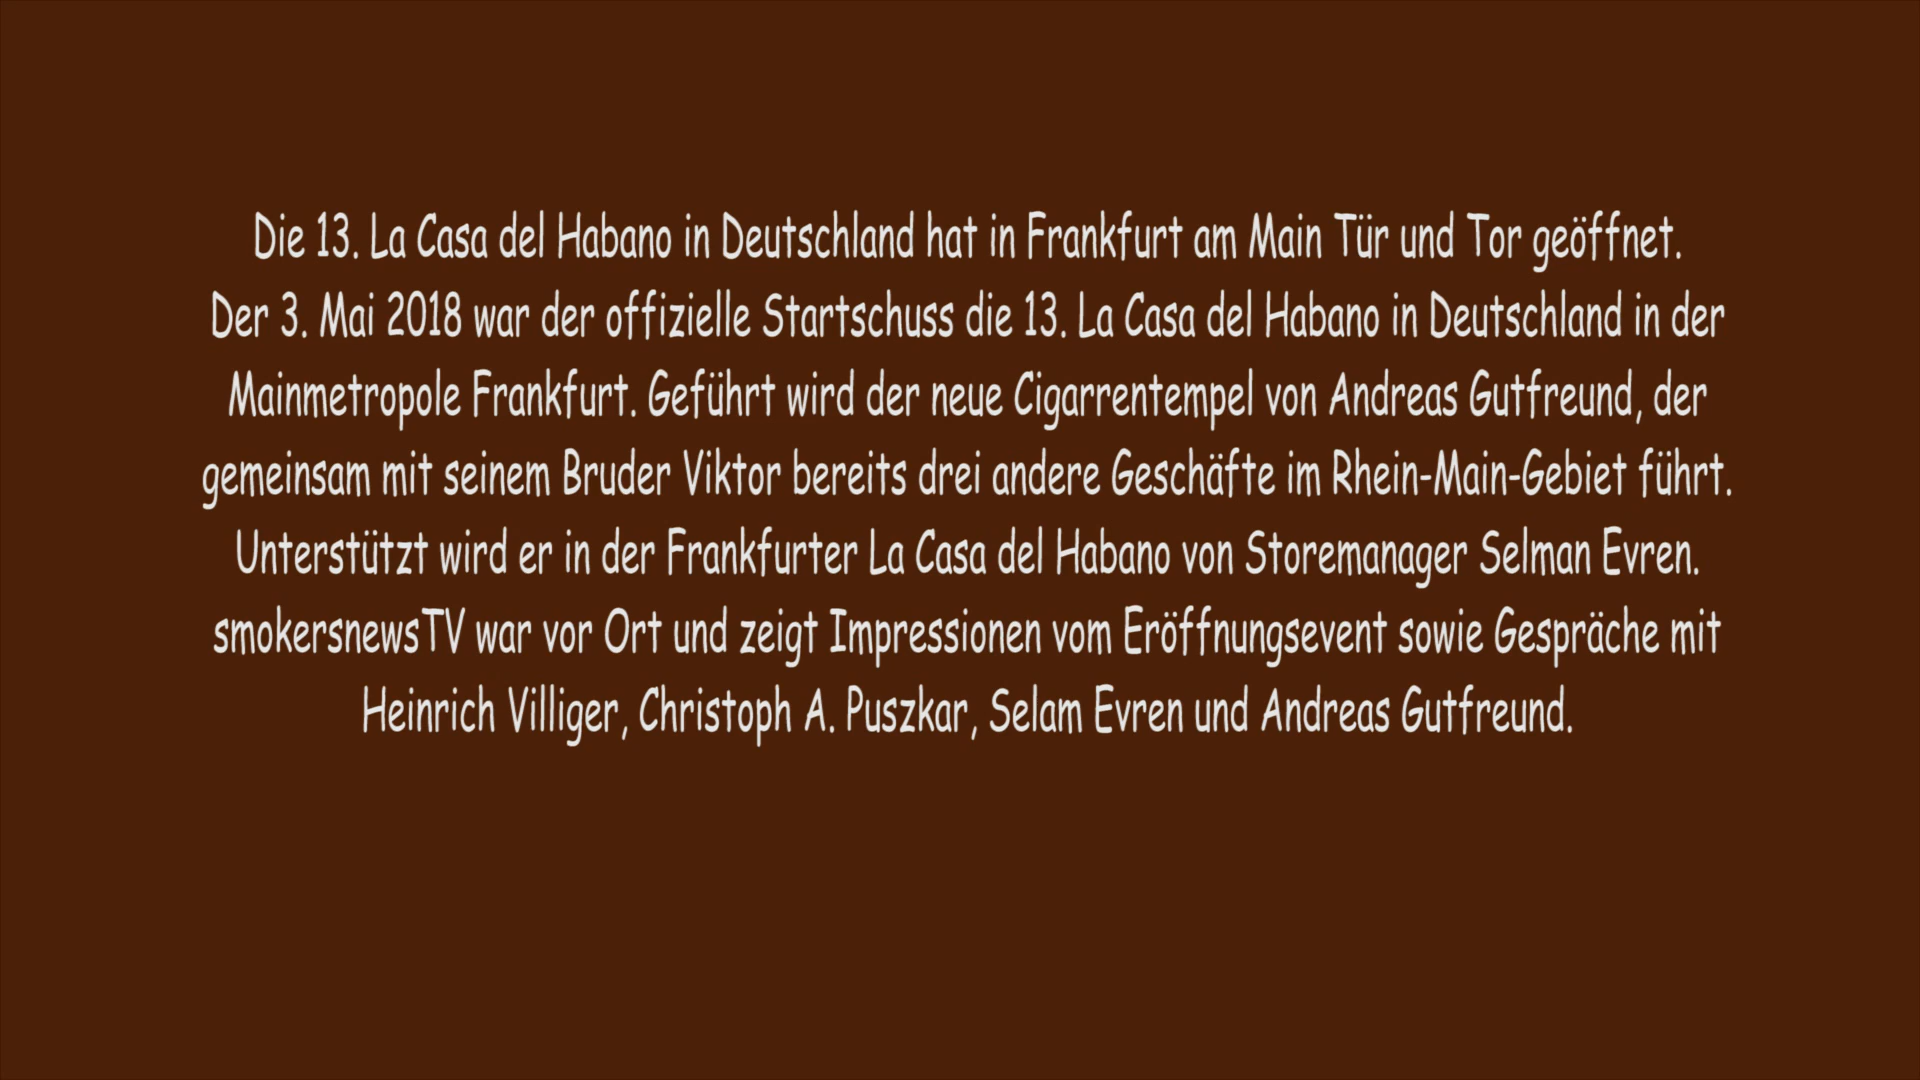 Die 13. La Casa del Habano in Deutschland hat in Frankfurt am Main Tür und Tor geöffnet.
Der 3. Mai 2018 war der offizielle Startschuss die 13. La Casa del Habano in Deutschland in der
Mainmetropole Frankfurt. Geführt wird der neue Cigarrentempel von Andreas Gutfreund, der
gemeinsam mit seinem Bruder Viktor bereits drei andere Geschäfte im Rhein-Main-Gebiet führt.
Unterstützt wird er in der Frankfurter La Casa del Habano von Storemanager Selman Evren.
smokersnewsTV war vor Ort und zeigt Impressionen vom Eröffnungsevent sowie Gespräche mit
Heinrich Villiger, Christoph A. Puszkar, Selam Evren und Andreas Gutfreund.